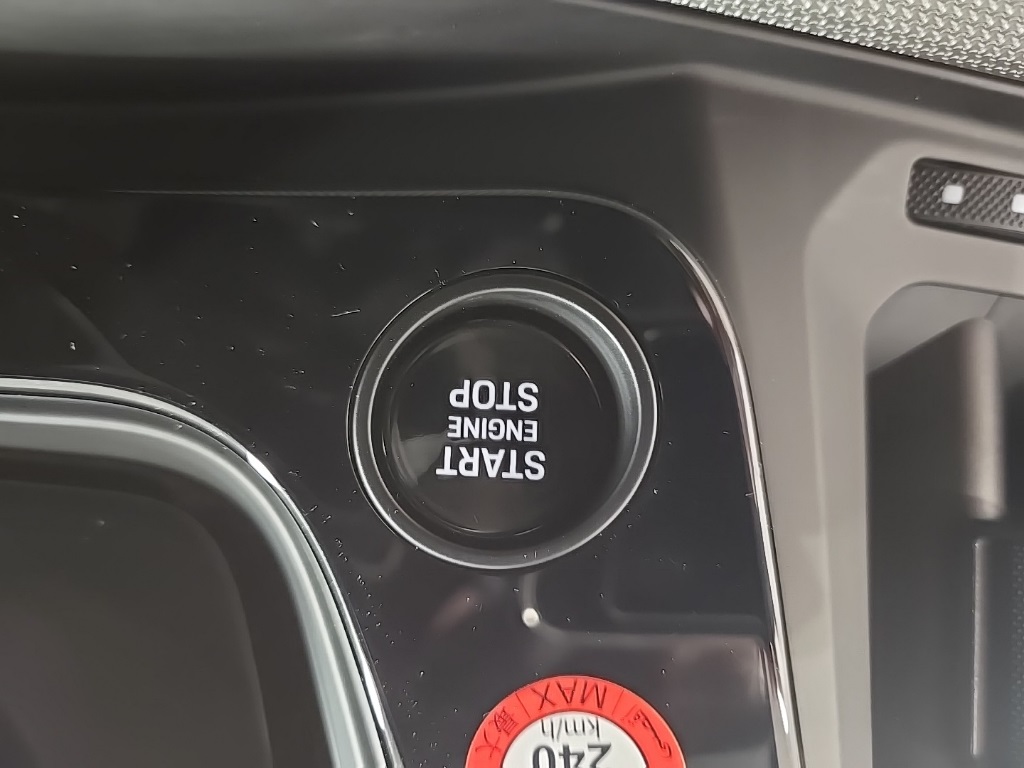 START
ENGINE
STOP
240
km/h
MAX